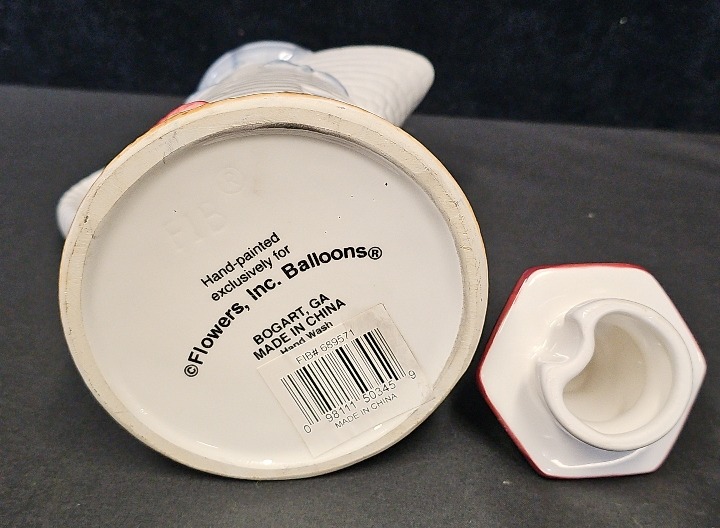 FIB®
Hand-painted
exclusively for
©Flowers, Inc. Balloons®
BOGART, GA
MADE IN CHINA
Hand Wash
FIB# 689571
0 98111 50345 9
MADE IN CHINA